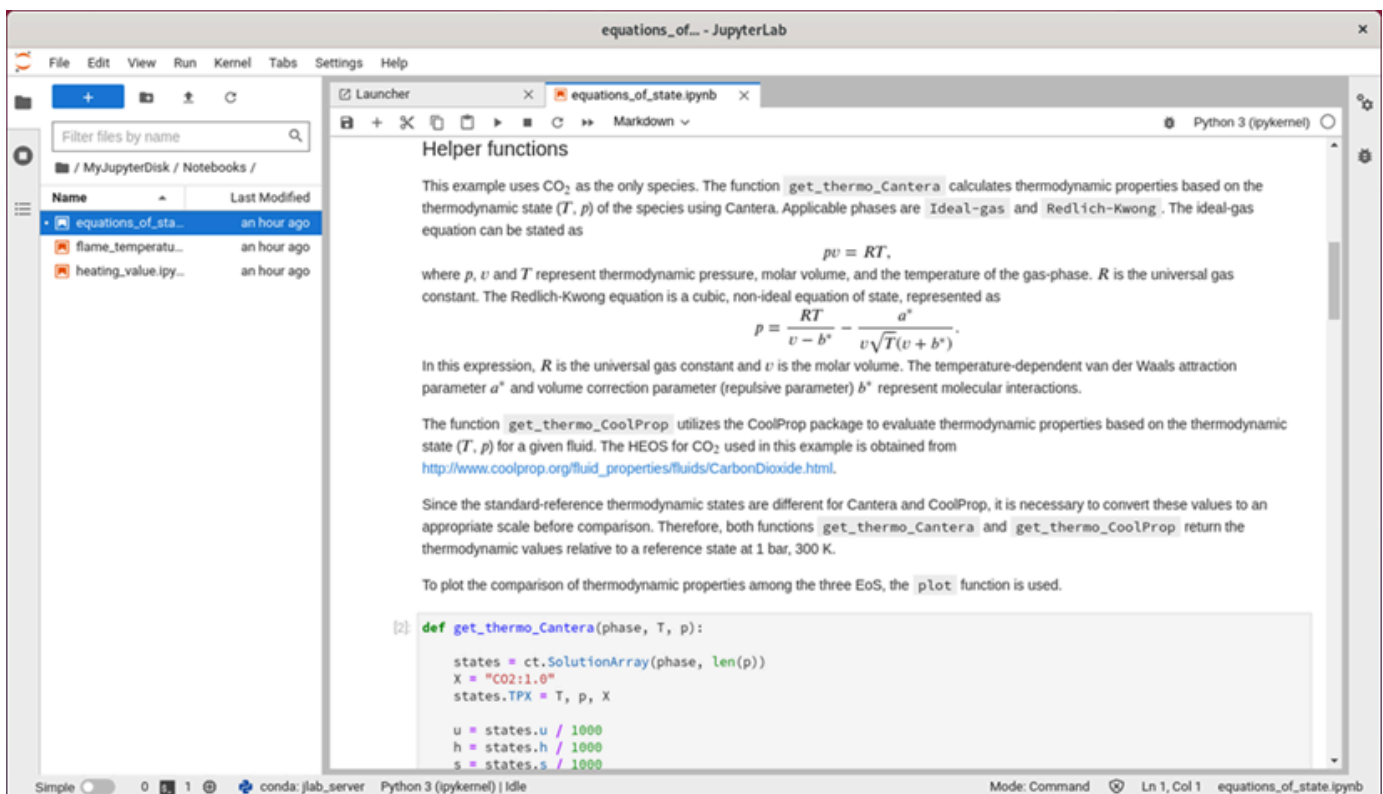 equations_of... - JupyterLab
File Edit View Run Kernel Tabs Settings Help
Launcher
equations_of_state.ipynb
Markdown
Python 3 (ipykernel)
Filter files by name
/ MyJupyterDisk / Notebooks /
Name Last Modified
equations_of_sta... an hour ago
flame_temperatu... an hour ago
heating_value.ipy... an hour ago
Helper functions
This example uses CO₂ as the only species. The function get_thermo_Cantera calculates thermodynamic properties based on the
thermodynamic state (T, p) of the species using Cantera. Applicable phases are Ideal-gas and Redlich-Kwong . The ideal-gas
equation can be stated as
pv = RT,
where p, v and T represent thermodynamic pressure, molar volume, and the temperature of the gas-phase. R is the universal gas
constant. The Redlich-Kwong equation is a cubic, non-ideal equation of state, represented as
p = RT / (v − b*) − a* / (v√T(v + b*)).
In this expression, R is the universal gas constant and v is the molar volume. The temperature-dependent van der Waals attraction
parameter a* and volume correction parameter (repulsive parameter) b* represent molecular interactions.
The function get_thermo_CoolProp utilizes the CoolProp package to evaluate thermodynamic properties based on the thermodynamic
state (T, p) for a given fluid. The HEOS for CO₂ used in this example is obtained from
http://www.coolprop.org/fluid_properties/fluids/CarbonDioxide.html.
Since the standard-reference thermodynamic states are different for Cantera and CoolProp, it is necessary to convert these values to an
appropriate scale before comparison. Therefore, both functions get_thermo_Cantera and get_thermo_CoolProp return the
thermodynamic values relative to a reference state at 1 bar, 300 K.
To plot the comparison of thermodynamic properties among the three EoS, the plot function is used.
[2]: def get_thermo_Cantera(phase, T, p):
states = ct.SolutionArray(phase, len(p))
X = "CO2:1.0"
states.TPX = T, p, X
u = states.u / 1000
h = states.h / 1000
s = states.s / 1000
Simple 0 1 conda: jlab_server Python 3 (ipykernel) | Idle Mode: Command Ln 1, Col 1 equations_of_state.ipynb